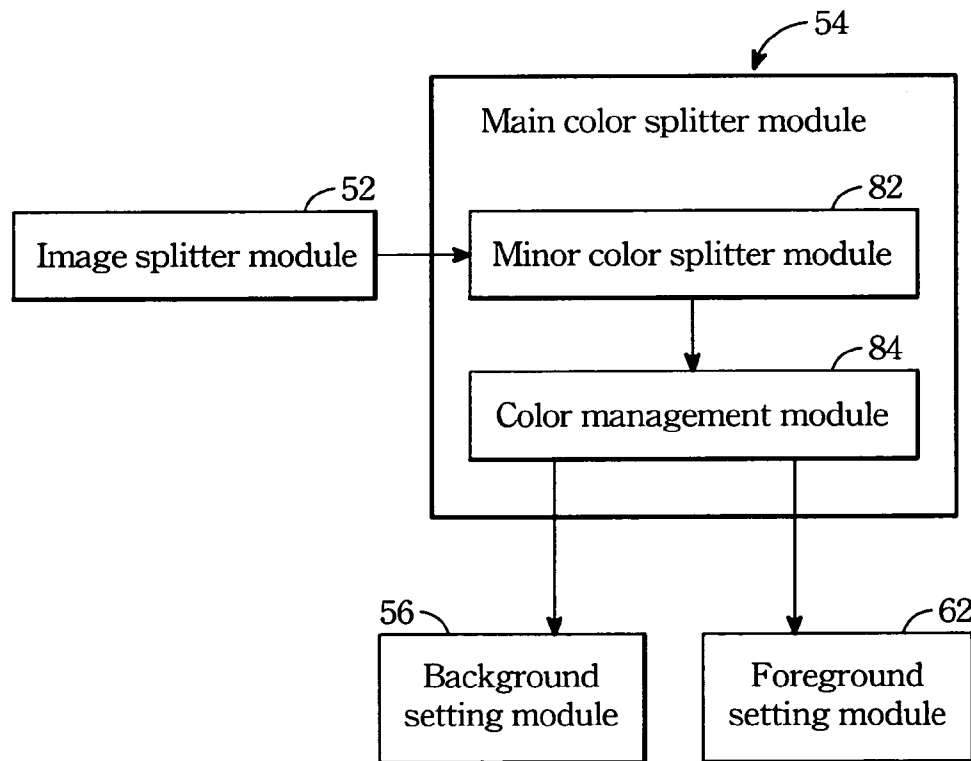 54
Main color splitter module
52
82
Image splitter module
Minor color splitter module
84
Color management module
56
62
Background
setting module
Foreground
setting module